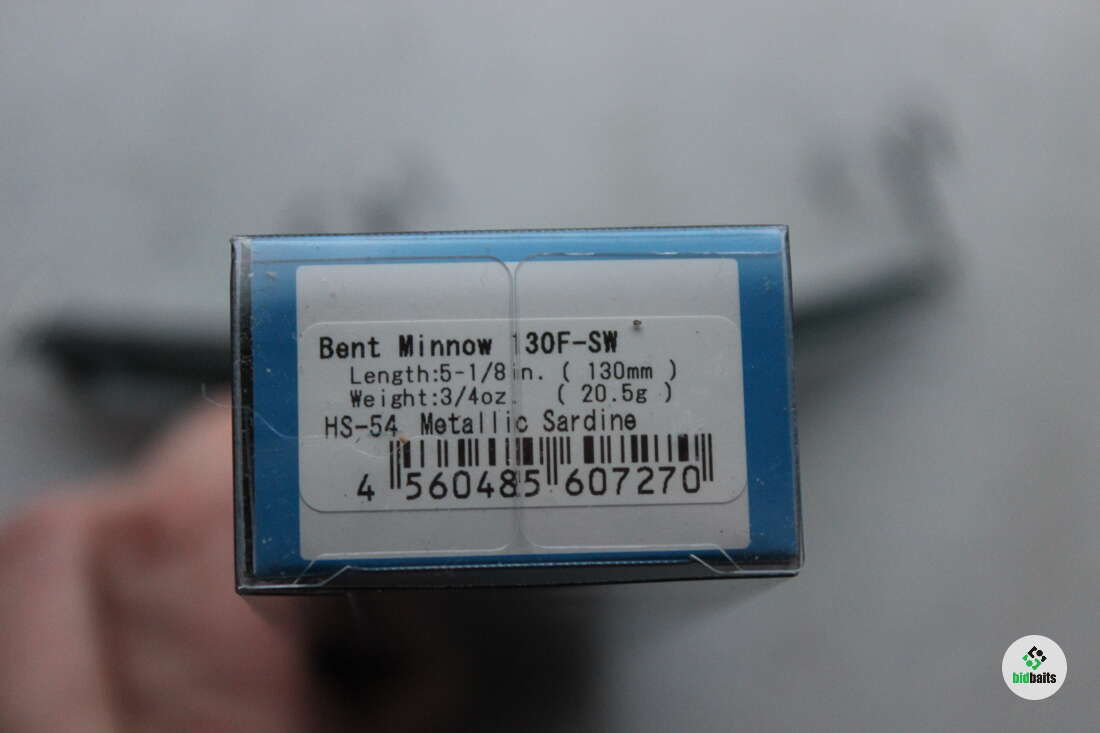 Bent Minnow 130F-SW
Length:5-1/8in. ( 130mm )
Weight:3/4oz. ( 20.5g )
HS-54 Metallic Sardine
4 560485 607270
bidbaits